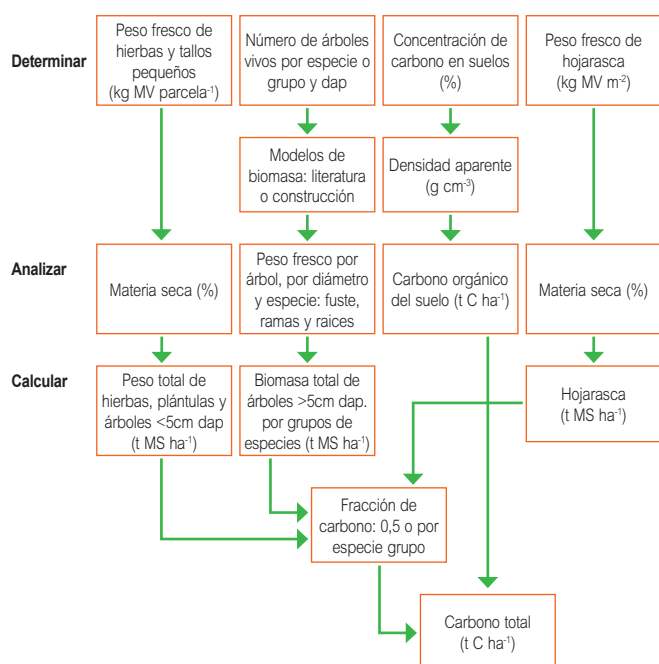 Determinar
Peso fresco de
hierbas y tallos
pequeños
(kg MV parcela⁻¹)
Número de árboles
vivos por especie o
grupo y dap
Concentración de
carbono en suelos
(%)
Peso fresco de
hojarasca
(kg MV m⁻²)
Modelos de
biomasa: literatura
o construcción
Densidad aparente
(g cm⁻³)
Analizar
Materia seca (%)
Peso fresco por
árbol, por diámetro
y especie: fuste,
ramas y raices
Carbono orgánico
del suelo (t C ha⁻¹)
Materia seca (%)
Calcular
Peso total de
hierbas, plántulas y
árboles <5cm dap
(t MS ha⁻¹)
Biomasa total de
árboles >5cm dap.
por grupos de
especies (t MS ha⁻¹)
Hojarasca
(t MS ha⁻¹)
Fracción de
carbono: 0,5 o por
especie grupo
Carbono total
(t C ha⁻¹)